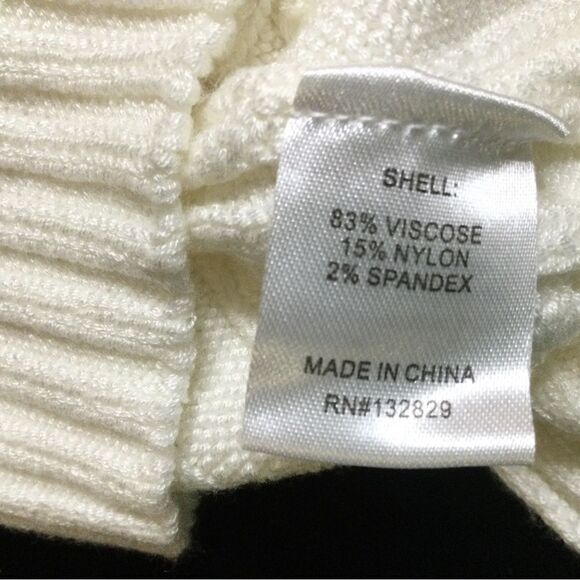 SHELL:
83% VISCOSE
15% NYLON
2% SPANDEX
MADE IN CHINA
RN#132829